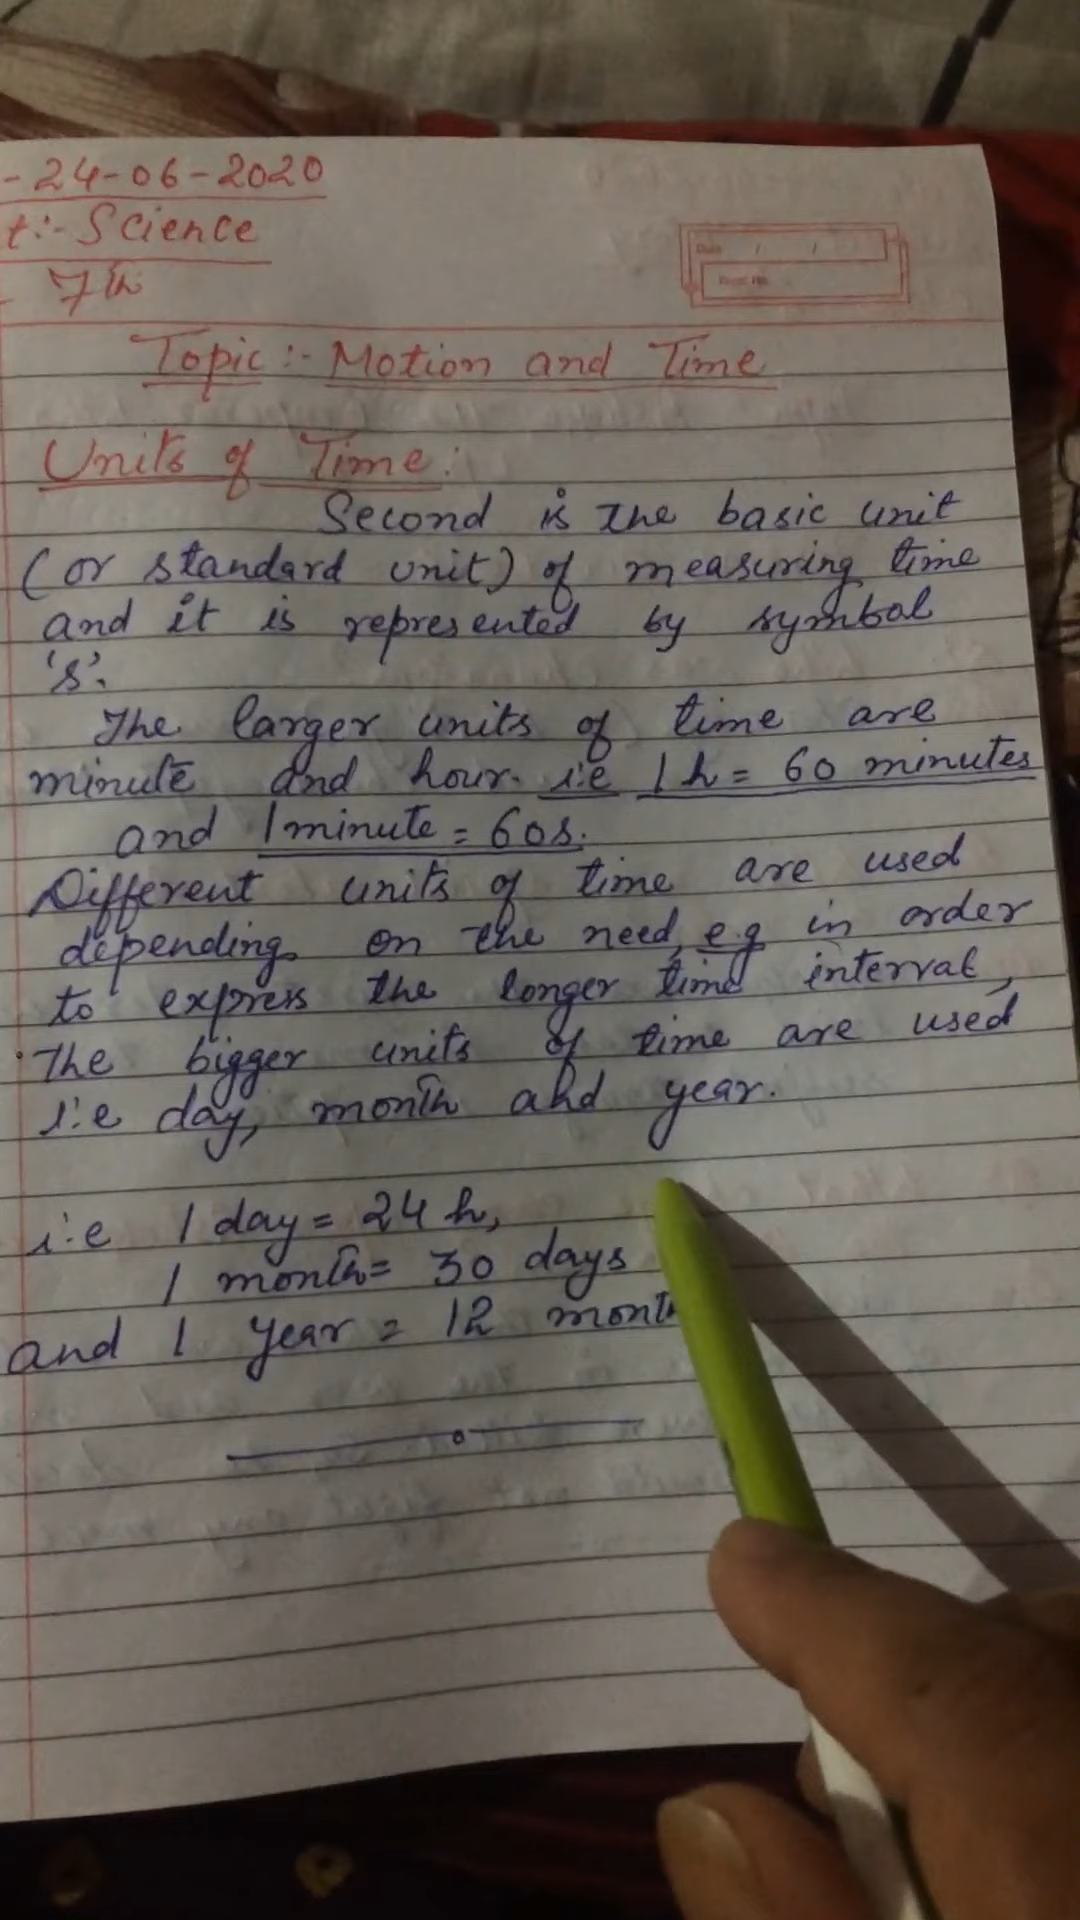 - 24-06-2020
t:- Science
- 7th
Date / /
Topic:- Motion and Time
Units of Time:
Second is the basic unit
(or standard unit) of measuring time
and it is represented by symbol
's'.
The larger units of time are
minute and hour. i.e 1h = 60 minutes
and 1 minute = 60s.
Different units of time are used
depending on the need, e.g in order
to express the longer time interval,
The bigger units of time are used
i.e day, month and year.
i.e 1 day = 24 h,
1 month = 30 days
and 1 year = 12 month